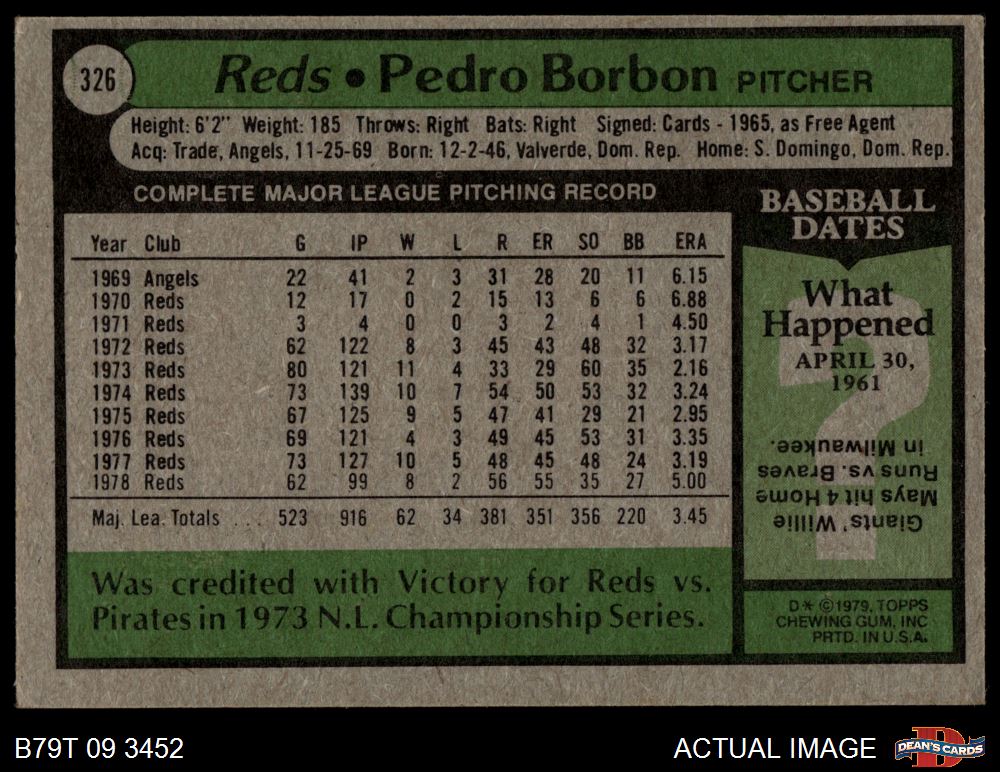 326
Reds • Pedro Borbon PITCHER
Height: 6'2" Weight: 185 Throws: Right Bats: Right Signed: Cards - 1965, as Free Agent
Acq: Trade, Angels, 11-25-69 Born: 12-2-46, Valverde, Dom. Rep. Home: S. Domingo, Dom. Rep.
COMPLETE MAJOR LEAGUE PITCHING RECORD
Year Club G IP W L R ER SO BB ERA
1969 Angels 22 41 2 3 31 28 20 11 6.15
1970 Reds 12 17 0 2 15 13 6 6 6.88
1971 Reds 3 4 0 0 3 2 4 1 4.50
1972 Reds 62 122 8 3 45 43 48 32 3.17
1973 Reds 80 121 11 4 33 29 60 35 2.16
1974 Reds 73 139 10 7 54 50 53 32 3.24
1975 Reds 67 125 9 5 47 41 29 21 2.95
1976 Reds 69 121 4 3 49 45 53 31 3.35
1977 Reds 73 127 10 5 48 45 48 24 3.19
1978 Reds 62 99 8 2 56 55 35 27 5.00
Maj. Lea. Totals ... 523 916 62 34 381 351 356 220 3.45
Was credited with Victory for Reds vs.
Pirates in 1973 N.L. Championship Series.
BASEBALL
DATES
What
Happened
APRIL 30,
1961
?
Giants' Willie
Mays hit 4 Home
Runs vs. Braves
in Milwaukee.
D* ©1979, TOPPS
CHEWING GUM, INC
PRTD. IN U.S.A.
B79T 09 3452
ACTUAL IMAGE
D
DEAN'S CARDS